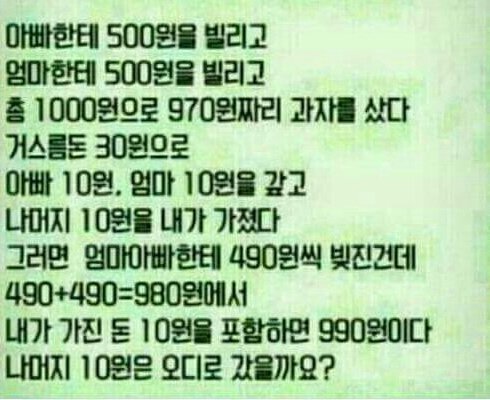 아빠한테 500원을 빌리고
엄마한테 500원을 빌리고
총 1000원으로 970원짜리 과자를 샀다
거스름돈 30원으로
아빠 10원, 엄마 10원을 갚고
나머지 10원을 내가 가졌다
그러면 엄마아빠한테 490원씩 빚진건데
490+490=980원에서
내가 가진 돈 10원을 포함하면 990원이다
나머지 10원은 오디로 갔을까요?